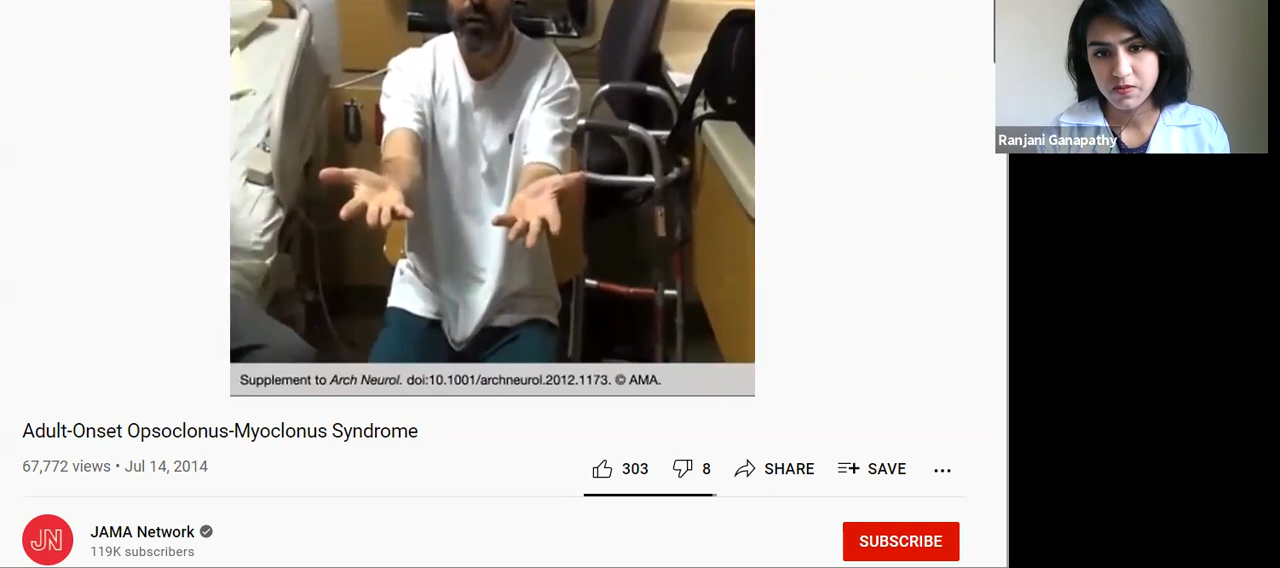 Ranjani Ganapathy
Supplement to Arch Neurol. doi:10.1001/archneurol.2012.1173. © AMA.
Adult-Onset Opsoclonus-Myoclonus Syndrome
67,772 views • Jul 14, 2014
303 8 SHARE SAVE ...
JN JAMA Network
119K subscribers
SUBSCRIBE